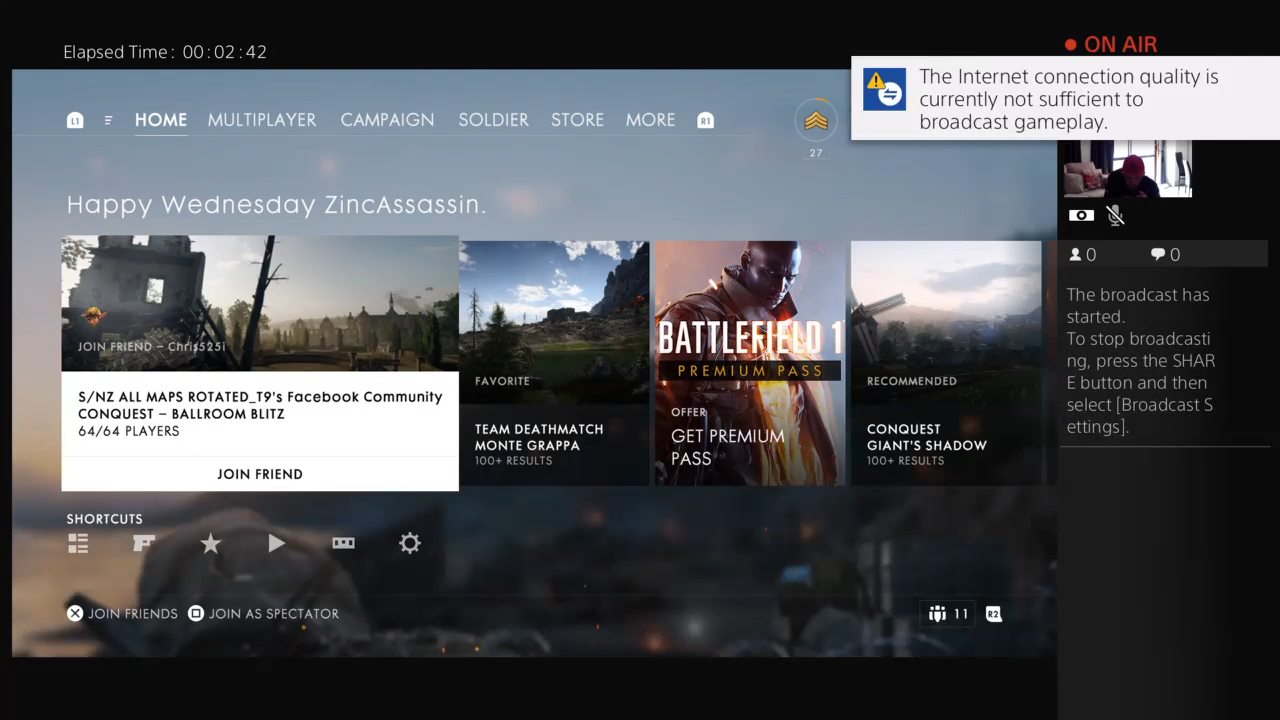 Elapsed Time: 00:02:42
ON AIR
The Internet connection quality is
currently not sufficient to
broadcast gameplay.
L1
HOME
MULTIPLAYER
CAMPAIGN
SOLDIER
STORE
MORE
R1
27
Happy Wednesday ZincAssassin.
JOIN FRIEND – Chris525i
S/NZ ALL MAPS ROTATED_T9's Facebook Community
CONQUEST – BALLROOM BLITZ
64/64 PLAYERS
JOIN FRIEND
FAVORITE
TEAM DEATHMATCH
MONTE GRAPPA
100+ RESULTS
BATTLEFIELD 1
PREMIUM PASS
OFFER
GET PREMIUM
PASS
RECOMMENDED
CONQUEST
GIANT'S SHADOW
100+ RESULTS
0
0
The broadcast has
started.
To stop broadcasti
ng, press the SHAR
E button and then
select [Broadcast S
ettings].
SHORTCUTS
JOIN FRIENDS
JOIN AS SPECTATOR
11
R2